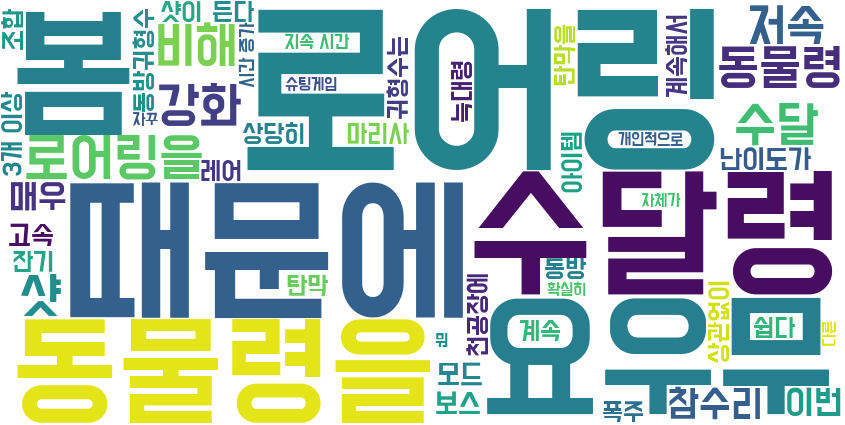 조합
샷이 든다
봄
비해
동방귀형수
시간 증가
지속 시간
슈팅게임
로어링
귀형수는
늑대령
탄막을
계속해서
저속
동물령
3개 이상
자꾸
강화
상당히
마리사
아이템
개인적으로
수달
난이도가
로어링을
레어
매우
때문에
수달령
자체가
고속
잔기
샷
탄막
동방
확실히
천공장에
상관없이
동물령을
뭔
계속
요우무
쉽다
다른
모드
보스
폭주
참수리
이번